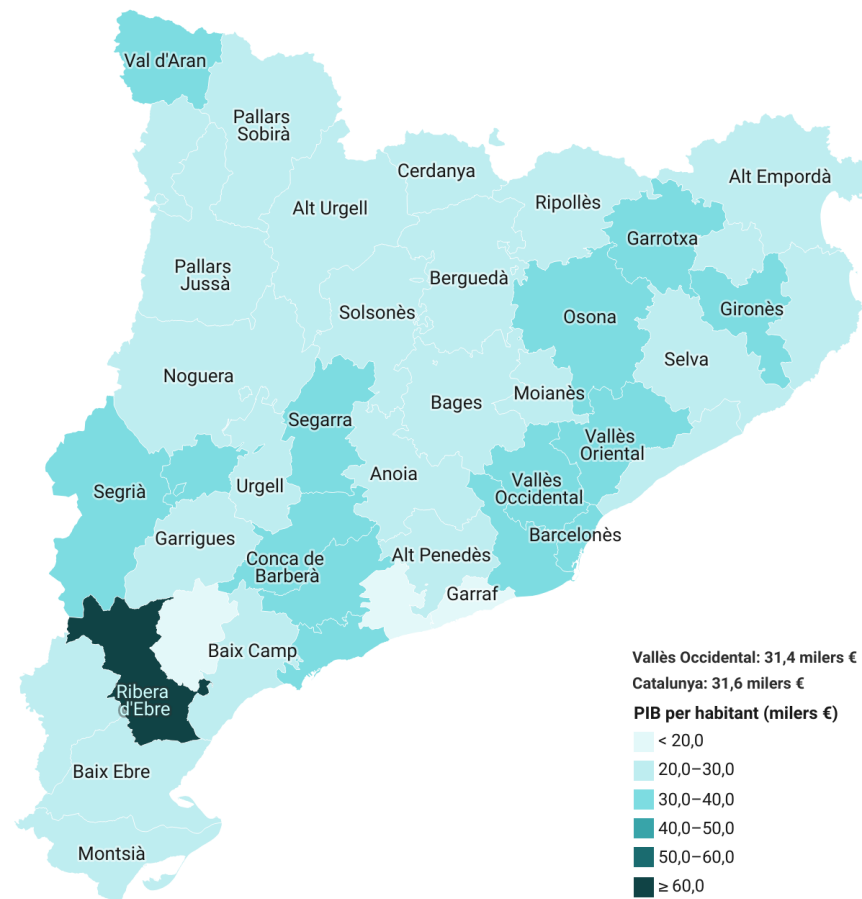 Val d'Aran
Pallars
Sobirà
Cerdanya
Alt Empordà
Ripollès
Alt Urgell
Garrotxa
Pallars
Jussà
Berguedà
Solsonès
Osona
Gironès
Selva
Noguera
Moianès
Bages
Segarra
Vallès
Oriental
Anoia
Vallès
Occidental
Segrià
Urgell
Barcelonès
Garrigues
Alt Penedès
Conca de
Barberà
Garraf
Baix Camp
Ribera
d'Ebre
Baix Ebre
Montsià
Vallès Occidental: 31,4 milers €
Catalunya: 31,6 milers €
PIB per habitant (milers €)
< 20,0
20,0–30,0
30,0–40,0
40,0–50,0
50,0–60,0
≥ 60,0